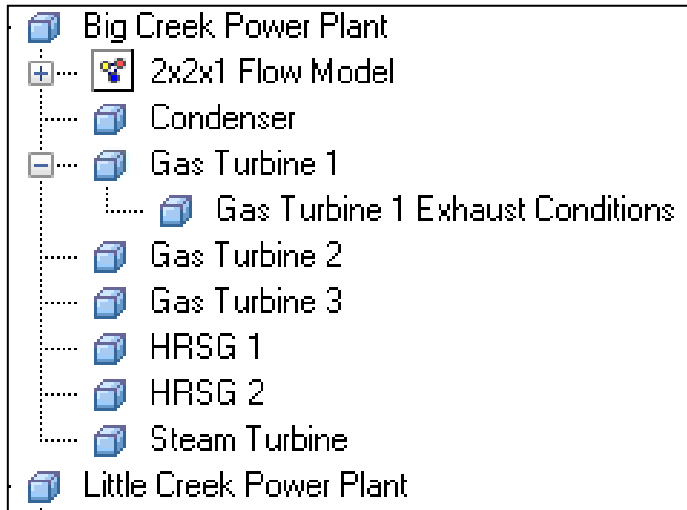 Big Creek Power Plant
2x2x1 Flow Model
Condenser
Gas Turbine 1
Gas Turbine 1 Exhaust Conditions
Gas Turbine 2
Gas Turbine 3
HRSG 1
HRSG 2
Steam Turbine
Little Creek Power Plant